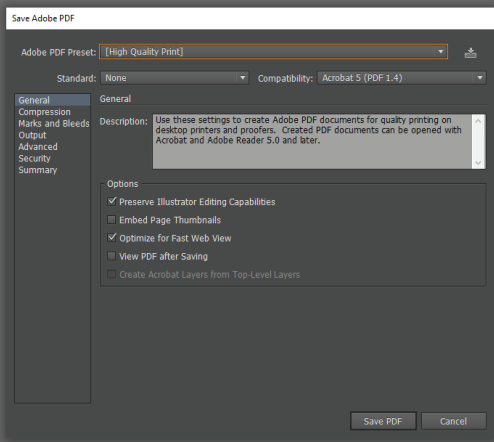 Save Adobe PDF
Adobe PDF Preset: [High Quality Print]
Standard: None Compatibility: Acrobat 5 (PDF 1.4)
General
Compression
Marks and Bleeds
Output
Advanced
Security
Summary
General
Description: Use these settings to create Adobe PDF documents for quality printing on
desktop printers and proofers. Created PDF documents can be opened with
Acrobat and Adobe Reader 5.0 and later.
Options
Preserve Illustrator Editing Capabilities
Embed Page Thumbnails
Optimize for Fast Web View
View PDF after Saving
Create Acrobat Layers from Top-Level Layers
Save PDF Cancel